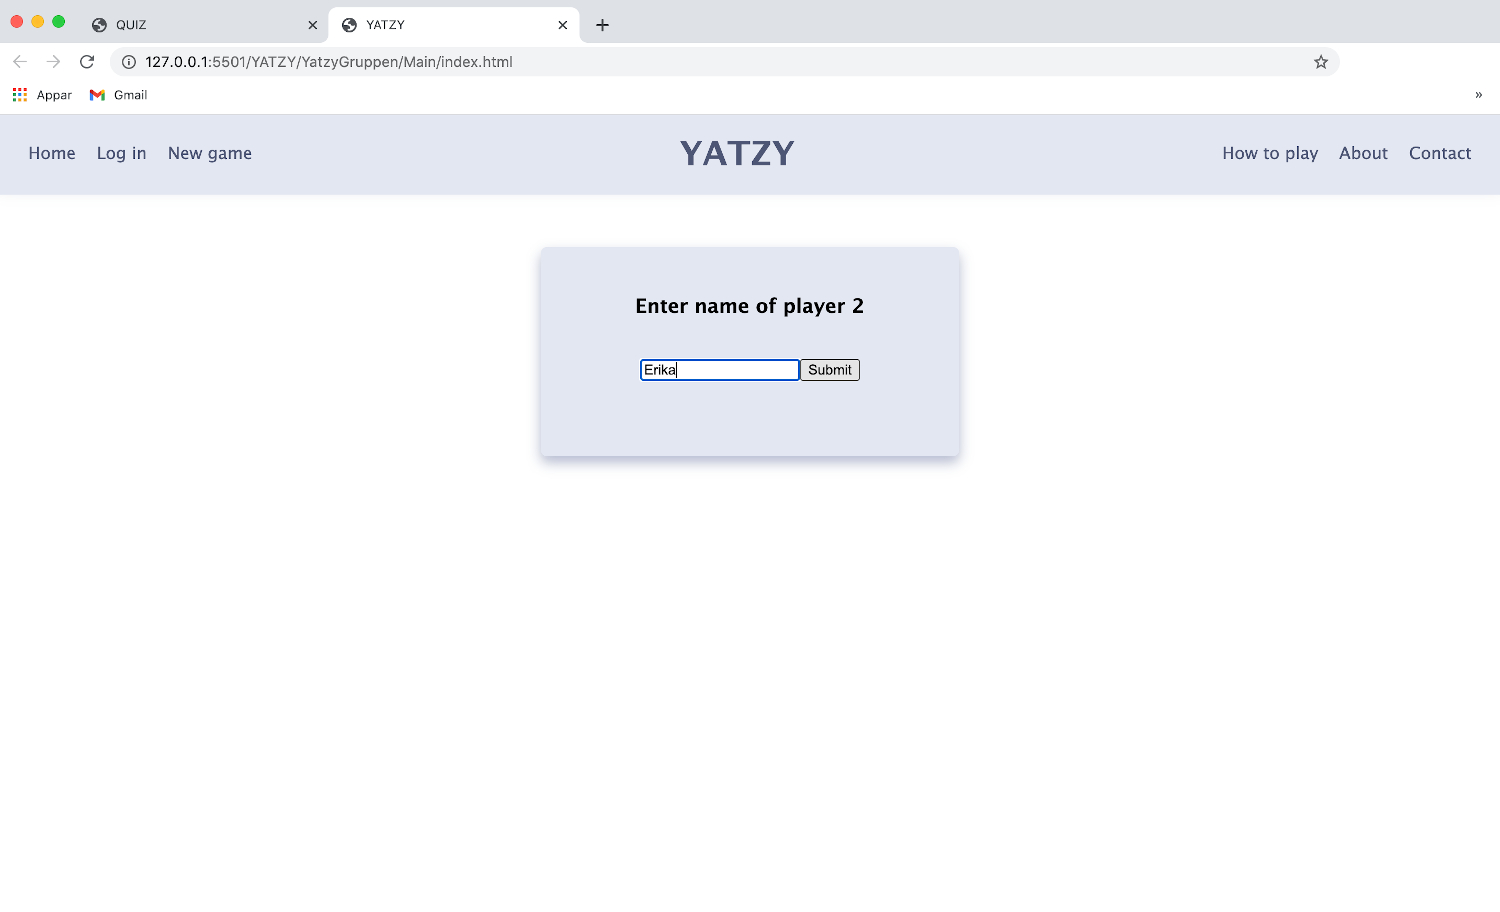 QUIZ
YATZY
127.0.0.1:5501/YATZY/YatzyGruppen/Main/index.html
Appar
Gmail
»
Home
Log in
New game
YATZY
How to play
About
Contact
Enter name of player 2
Erika
Submit